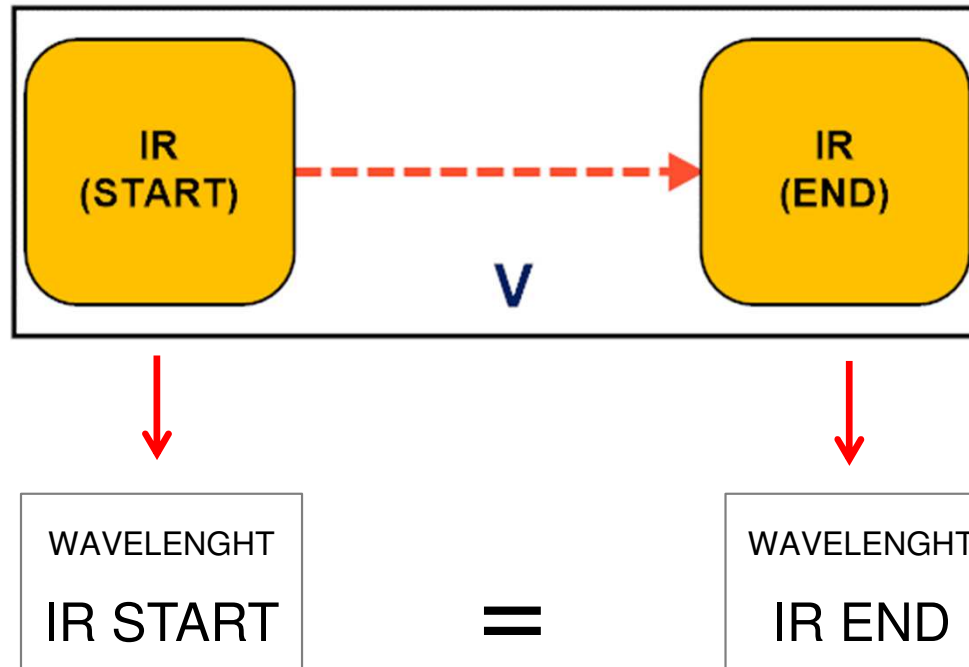 IR
(START)
IR
(END)
V
WAVELENGHT
IR START
=
WAVELENGHT
IR END